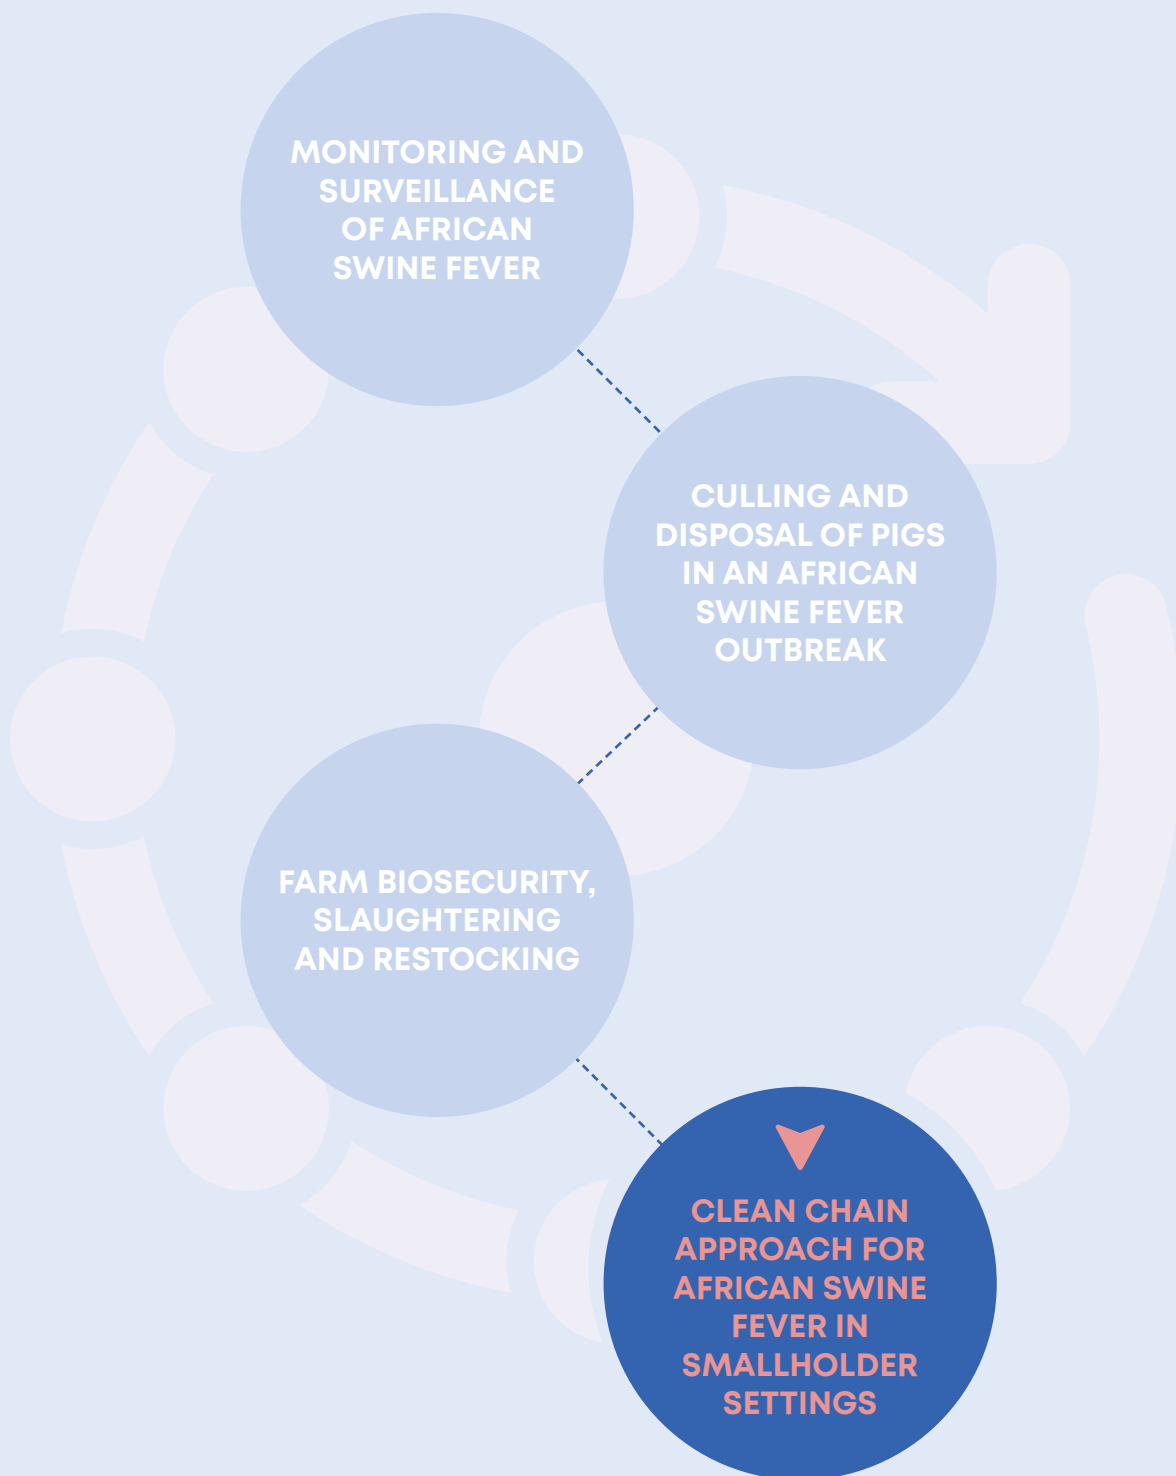 MONITORING AND
SURVEILLANCE
OF AFRICAN
SWINE FEVER
CULLING AND
DISPOSAL OF PIGS
IN AN AFRICAN
SWINE FEVER
OUTBREAK
FARM BIOSECURITY,
SLAUGHTERING
AND RESTOCKING
CLEAN CHAIN
APPROACH FOR
AFRICAN SWINE
FEVER IN
SMALLHOLDER
SETTINGS